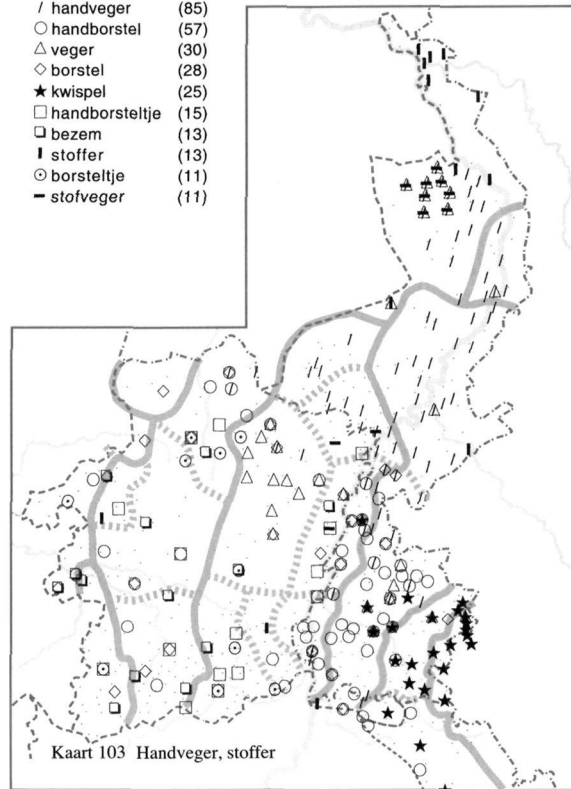 handveger (85)
handborstel (57)
veger (30)
borstel (28)
kwispel (25)
handborsteltje (15)
bezem (13)
stoffer (13)
borsteltje (11)
stofveger (11)
Kaart 103 Handveger, stoffer